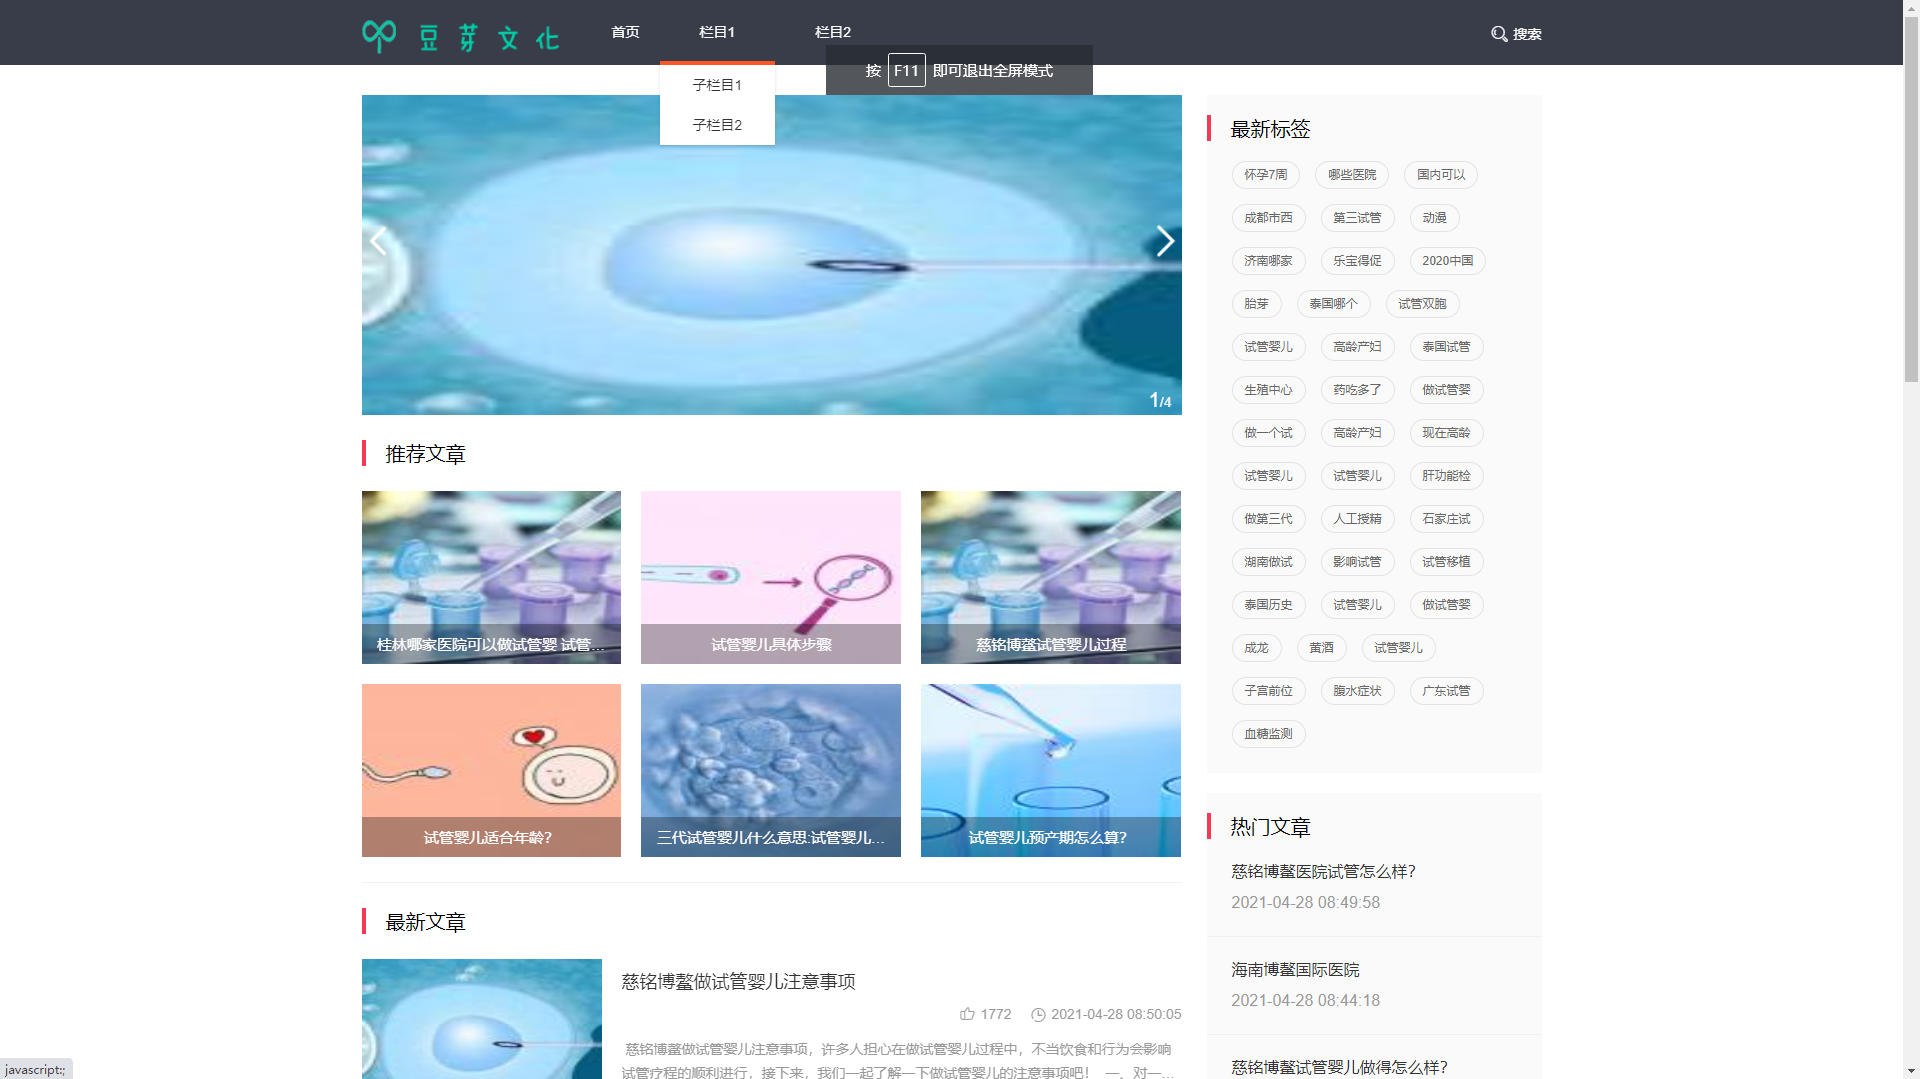 豆芽文化
首页 栏目1 栏目2
搜索
按 F11 即可退出全屏模式
子栏目1
子栏目2
1/4
推荐文章
桂林哪家医院可以做试管婴 试管...
试管婴儿具体步骤
慈铭博鳌试管婴儿过程
试管婴儿适合年龄?
三代试管婴儿什么意思:试管婴儿...
试管婴儿预产期怎么算?
最新文章
慈铭博鳌做试管婴儿注意事项
1772 2021-04-28 08:50:05
慈铭博鳌做试管婴儿注意事项，许多人担心在做试管婴儿过程中，不当饮食和行为会影响
试管疗程的顺利进行，接下来，我们一起了解一下做试管婴儿的注意事项吧！ 一、对一...
最新标签
怀孕7周 哪些医院 国内可以
成都市西 第三试管 动漫
济南哪家 乐宝得促 2020中国
胎芽 泰国哪个 试管双胞
试管婴儿 高龄产妇 泰国试管
生殖中心 药吃多了 做试管婴
做一个试 高龄产妇 现在高龄
试管婴儿 试管婴儿 肝功能检
做第三代 人工授精 石家庄试
湖南做试 影响试管 试管移植
泰国历史 试管婴儿 做试管婴
成龙 黄酒 试管婴儿
子宫前位 腹水症状 广东试管
血糖监测
热门文章
慈铭博鳌医院试管怎么样?
2021-04-28 08:49:58
海南博鳌国际医院
2021-04-28 08:44:18
慈铭博鳌试管婴儿做得怎么样?
javascript:;